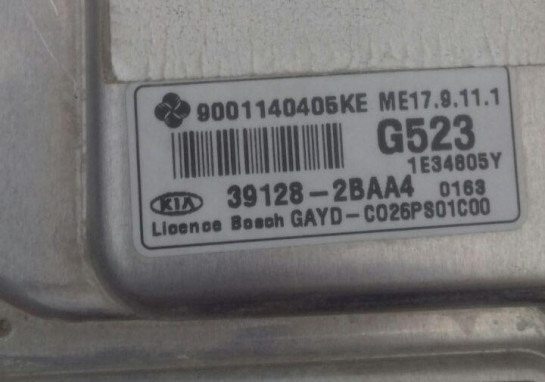 9001140405KE ME17.9.11.1
G523
1E34805Y
KIA 39128-2BAA4 0163
Licence Bosch GAYD-C026PS01C00